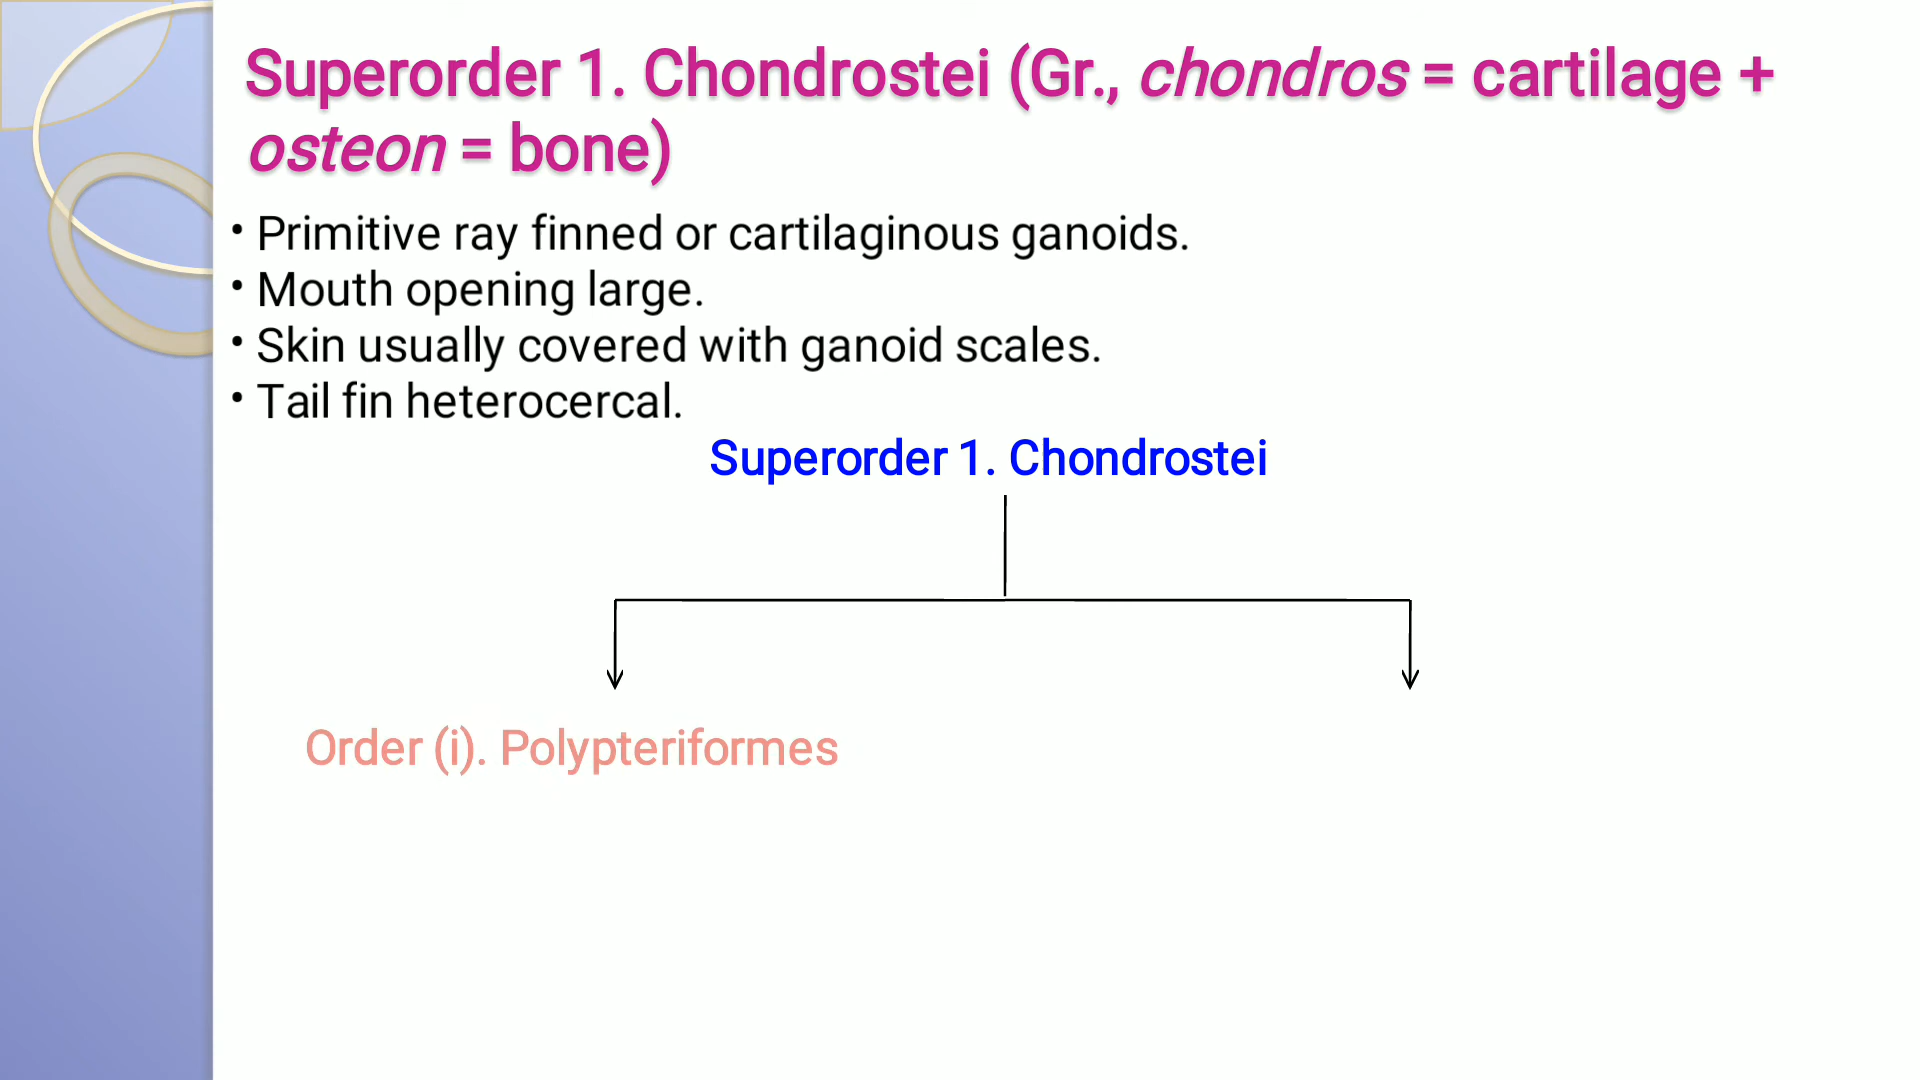 Superorder 1. Chondrostei (Gr., chondros = cartilage +
osteon = bone)
• Primitive ray finned or cartilaginous ganoids.
• Mouth opening large.
• Skin usually covered with ganoid scales.
• Tail fin heterocercal.
Superorder 1. Chondrostei
Order (i). Polypteriformes